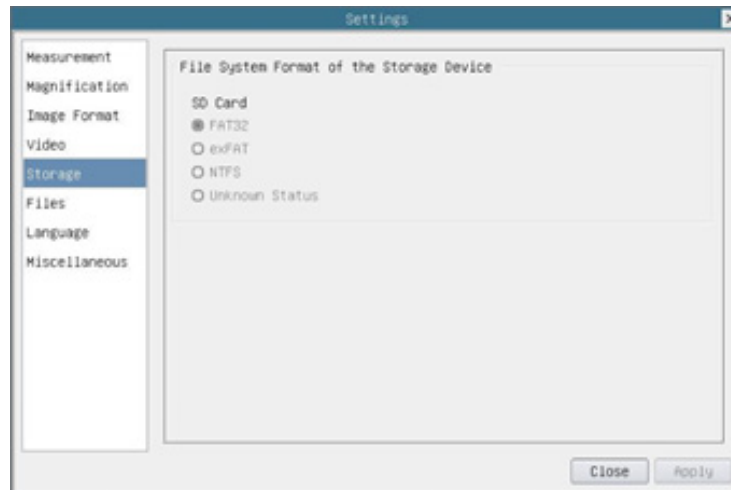 Settings
Measurement
Magnification
Image Format
Video
Storage
Files
Language
Miscellaneous
File System Format of the Storage Device
SD Card
FAT32
exFAT
NTFS
Unknown Status
Close
Apply